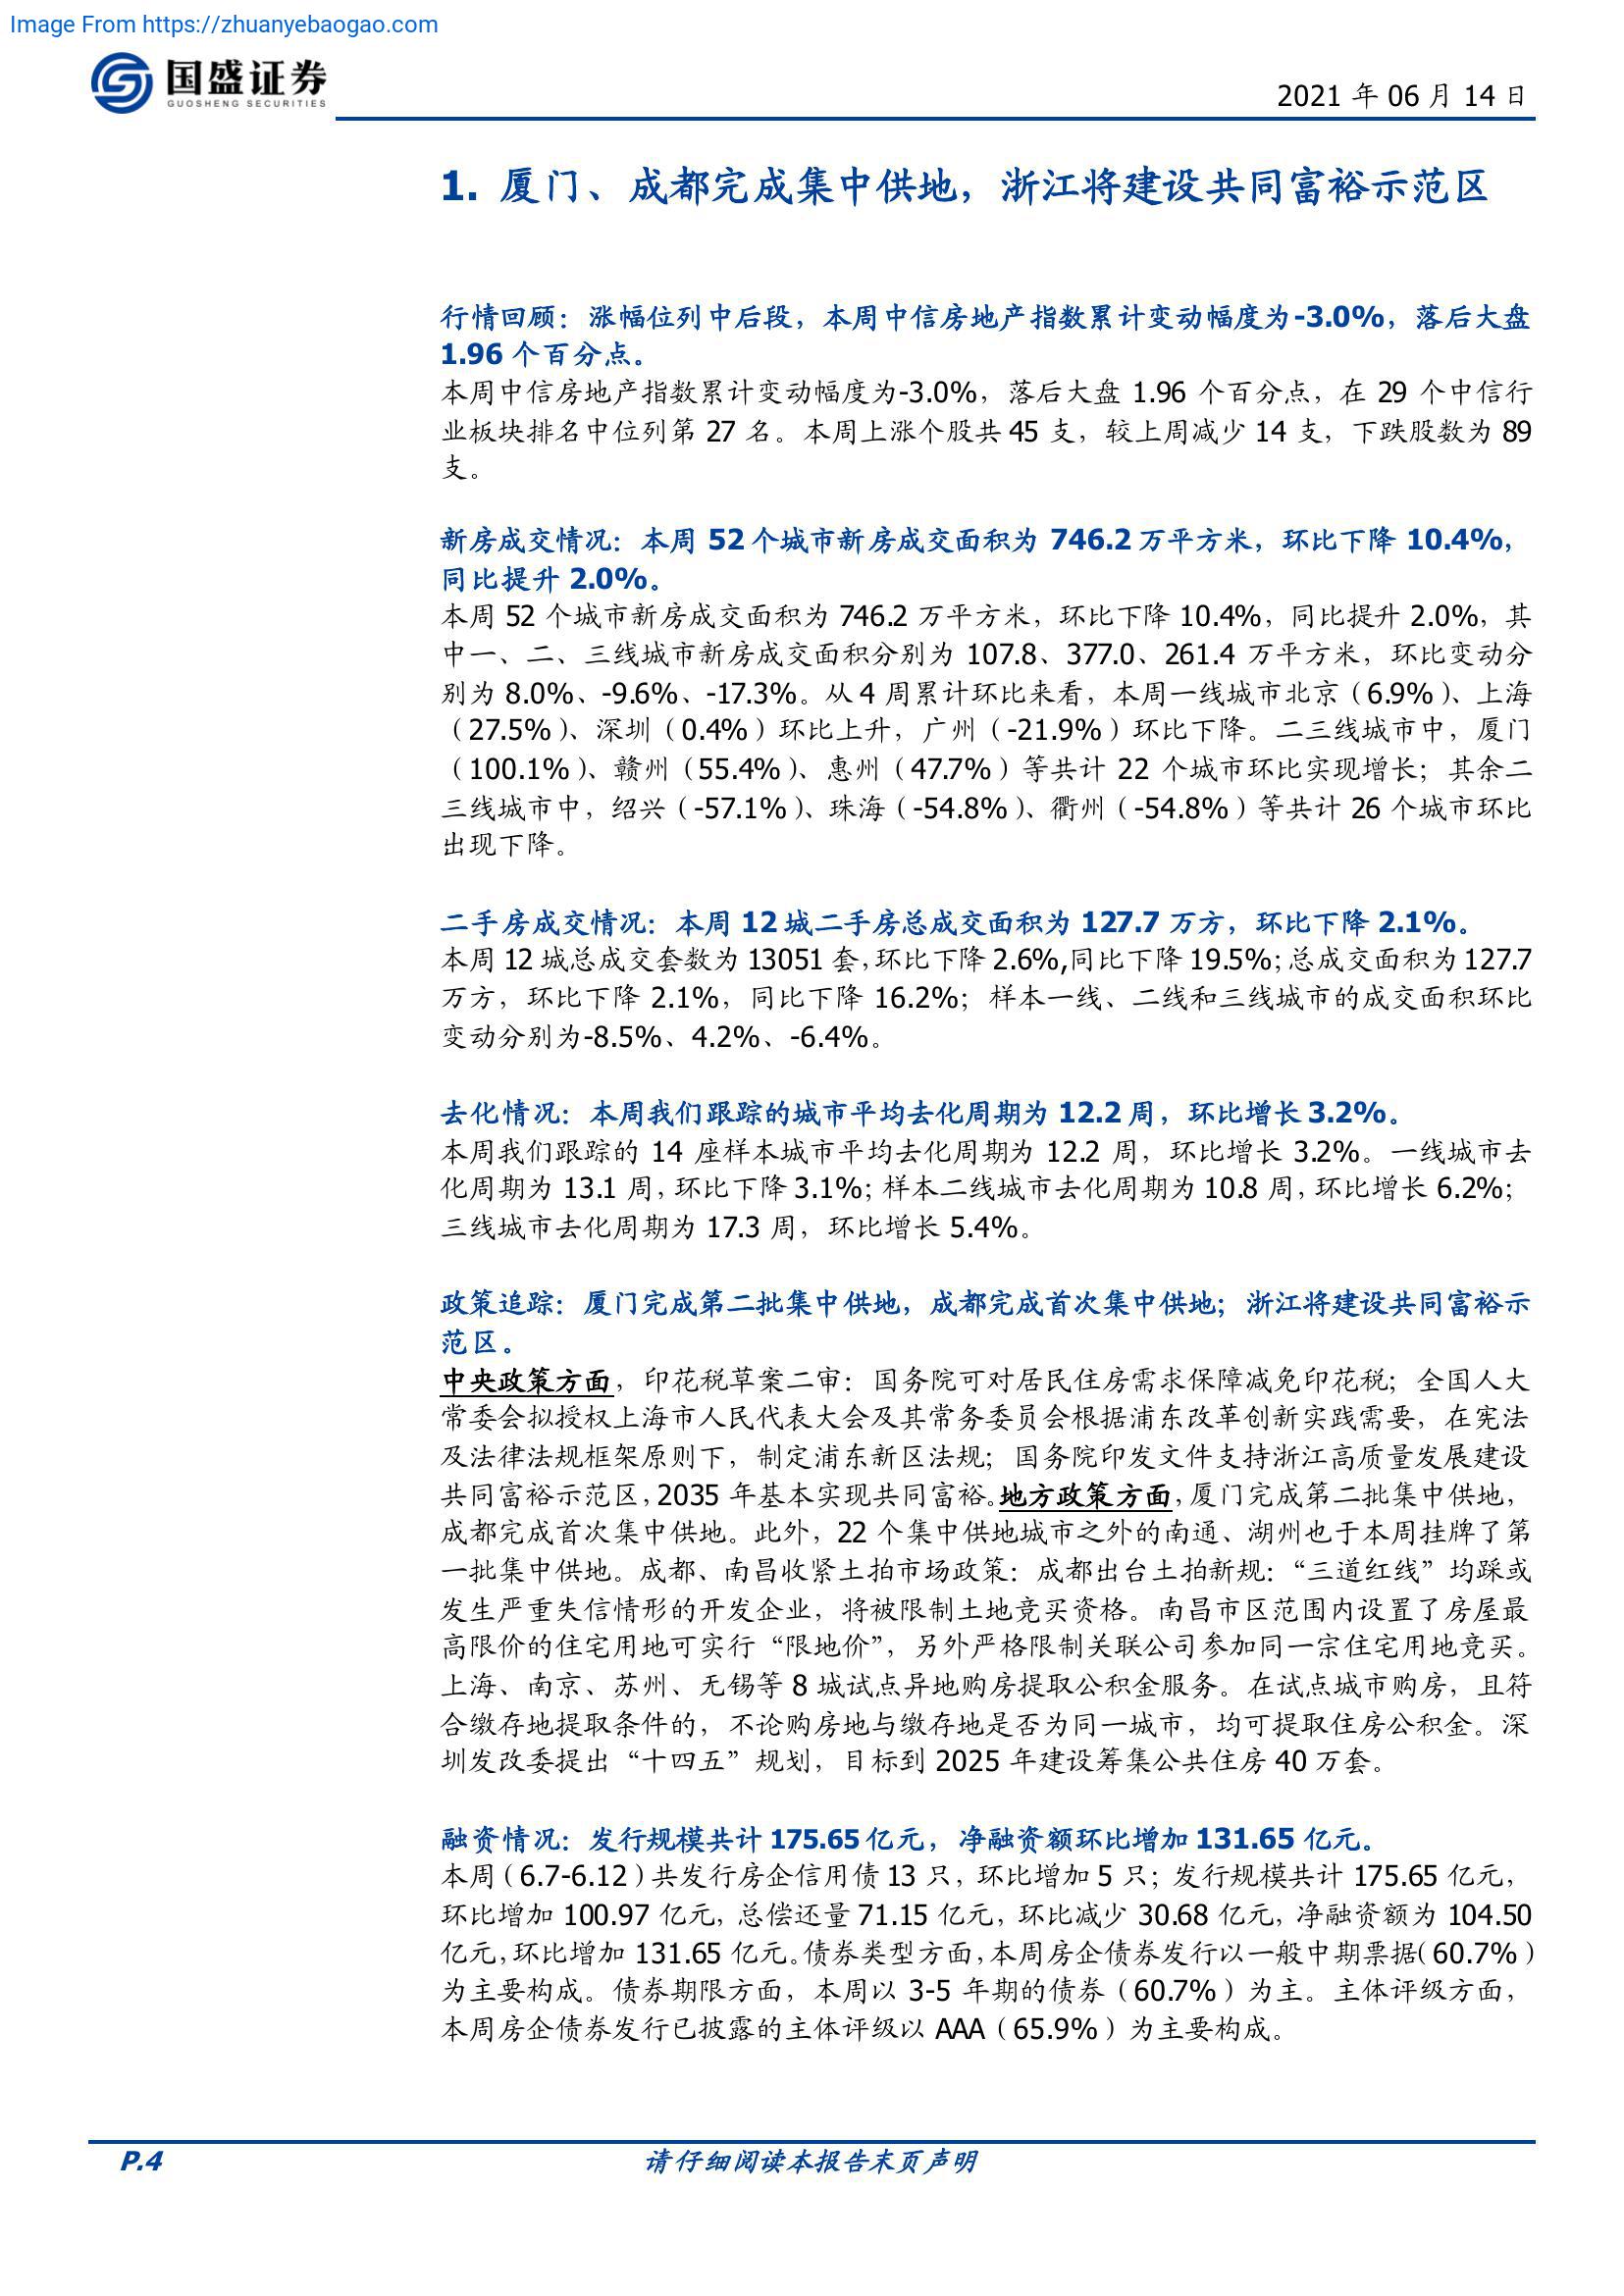 Image From https://zhuanyebaogao.com
国盛证券
GUOSHENG SECURITIES
2021 年 06 月 14 日
1. 厦门、成都完成集中供地，浙江将建设共同富裕示范区
行情回顾：涨幅位列中后段，本周中信房地产指数累计变动幅度为-3.0%，落后大盘
1.96 个百分点。
本周中信房地产指数累计变动幅度为-3.0%，落后大盘 1.96 个百分点，在 29 个中信行
业板块排名中位列第 27 名。本周上涨个股共 45 支，较上周减少 14 支，下跌股数为 89
支。
新房成交情况：本周 52 个城市新房成交面积为 746.2 万平方米，环比下降 10.4%，
同比提升 2.0%。
本周 52 个城市新房成交面积为 746.2 万平方米，环比下降 10.4%，同比提升 2.0%，其
中一、二、三线城市新房成交面积分别为 107.8、377.0、261.4 万平方米，环比变动分
别为 8.0%、-9.6%、-17.3%。从 4 周累计环比来看，本周一线城市北京（6.9%）、上海
（27.5%）、深圳（0.4%）环比上升，广州（-21.9%）环比下降。二三线城市中，厦门
（100.1%）、赣州（55.4%）、惠州（47.7%）等共计 22 个城市环比实现增长；其余二
三线城市中，绍兴（-57.1%）、珠海（-54.8%）、衢州（-54.8%）等共计 26 个城市环比
出现下降。
二手房成交情况：本周 12 城二手房总成交面积为 127.7 万方，环比下降 2.1%。
本周 12 城总成交套数为 13051 套，环比下降 2.6%,同比下降 19.5%；总成交面积为 127.7
万方，环比下降 2.1%，同比下降 16.2%；样本一线、二线和三线城市的成交面积环比
变动分别为-8.5%、4.2%、-6.4%。
去化情况：本周我们跟踪的城市平均去化周期为 12.2 周，环比增长 3.2%。
本周我们跟踪的 14 座样本城市平均去化周期为 12.2 周，环比增长 3.2%。一线城市去
化周期为 13.1 周，环比下降 3.1%；样本二线城市去化周期为 10.8 周，环比增长 6.2%；
三线城市去化周期为 17.3 周，环比增长 5.4%。
政策追踪：厦门完成第二批集中供地，成都完成首次集中供地；浙江将建设共同富裕示
范区。
中央政策方面，印花税草案二审：国务院可对居民住房需求保障减免印花税；全国人大
常委会拟授权上海市人民代表大会及其常务委员会根据浦东改革创新实践需要，在宪法
及法律法规框架原则下，制定浦东新区法规；国务院印发文件支持浙江高质量发展建设
共同富裕示范区，2035 年基本实现共同富裕。地方政策方面，厦门完成第二批集中供地，
成都完成首次集中供地。此外，22 个集中供地城市之外的南通、湖州也于本周挂牌了第
一批集中供地。成都、南昌收紧土拍市场政策：成都出台土拍新规：“三道红线”均踩或
发生严重失信情形的开发企业，将被限制土地竞买资格。南昌市区范围内设置了房屋最
高限价的住宅用地可实行“限地价”，另外严格限制关联公司参加同一宗住宅用地竞买。
上海、南京、苏州、无锡等 8 城试点异地购房提取公积金服务。在试点城市购房，且符
合缴存地提取条件的，不论购房地与缴存地是否为同一城市，均可提取住房公积金。深
圳发改委提出“十四五”规划，目标到 2025 年建设筹集公共住房 40 万套。
融资情况：发行规模共计 175.65 亿元，净融资额环比增加 131.65 亿元。
本周（6.7-6.12）共发行房企信用债 13 只，环比增加 5 只；发行规模共计 175.65 亿元，
环比增加 100.97 亿元，总偿还量 71.15 亿元，环比减少 30.68 亿元，净融资额为 104.50
亿元，环比增加 131.65 亿元。债券类型方面，本周房企债券发行以一般中期票据（60.7%）
为主要构成。债券期限方面，本周以 3-5 年期的债券（60.7%）为主。主体评级方面，
本周房企债券发行已披露的主体评级以 AAA（65.9%）为主要构成。
P.4
请仔细阅读本报告末页声明